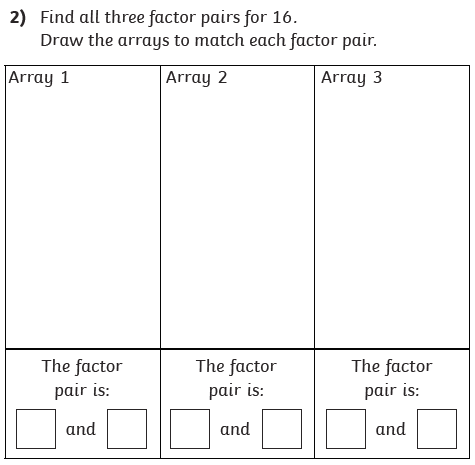 2) Find all three factor pairs for 16.
Draw the arrays to match each factor pair.
Array 1
Array 2
Array 3
The factor
pair is:
and
The factor
pair is:
and
The factor
pair is:
and